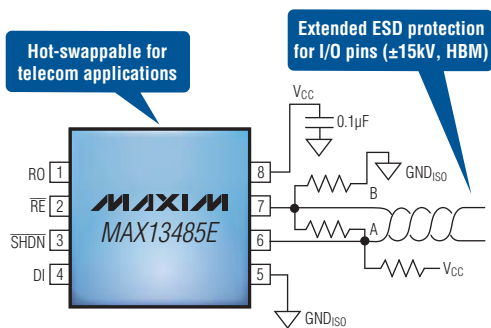 Hot-swappable for
telecom applications
Extended ESD protection
for I/O pins (±15kV, HBM)
VCC
0.1µF
GNDISO
RO 1
8
B
RE 2
MAXIM
7
MAX13485E
A
SHDN 3
6
DI 4
5
VCC
GNDISO